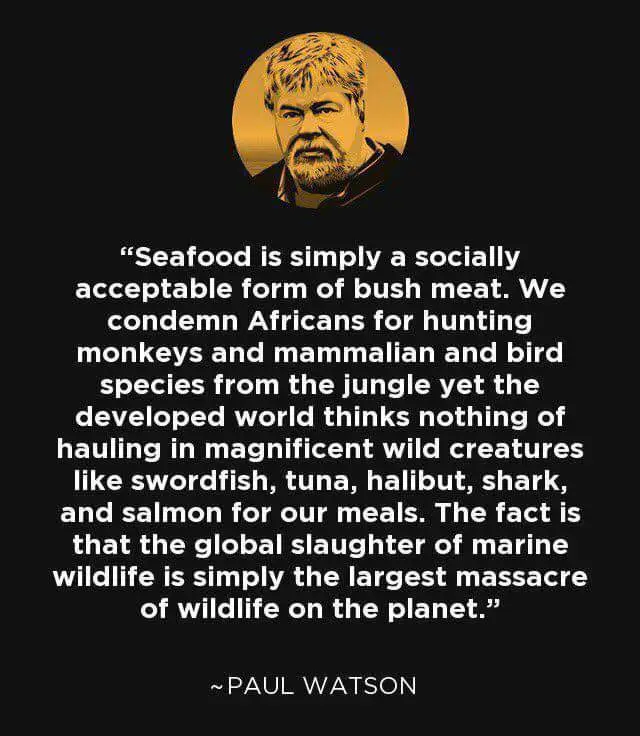 “Seafood is simply a socially
acceptable form of bush meat. We
condemn Africans for hunting
monkeys and mammalian and bird
species from the jungle yet the
developed world thinks nothing of
hauling in magnificent wild creatures
like swordfish, tuna, halibut, shark,
and salmon for our meals. The fact is
that the global slaughter of marine
wildlife is simply the largest massacre
of wildlife on the planet.”
~PAUL WATSON